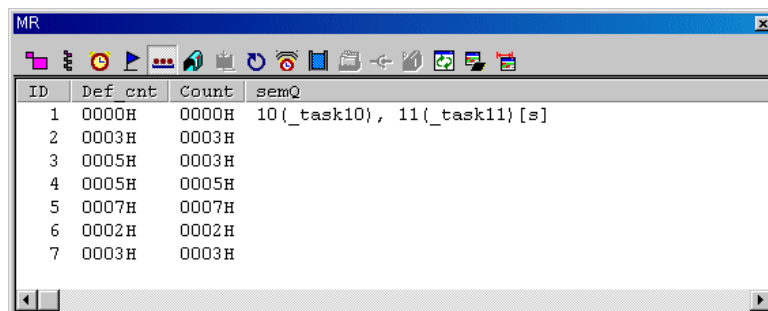 MR
ID Def_cnt Count semQ
1 0000H 0000H 10(_task10), 11(_task11)[s]
2 0003H 0003H
3 0005H 0003H
4 0005H 0005H
5 0007H 0007H
6 0002H 0002H
7 0003H 0003H